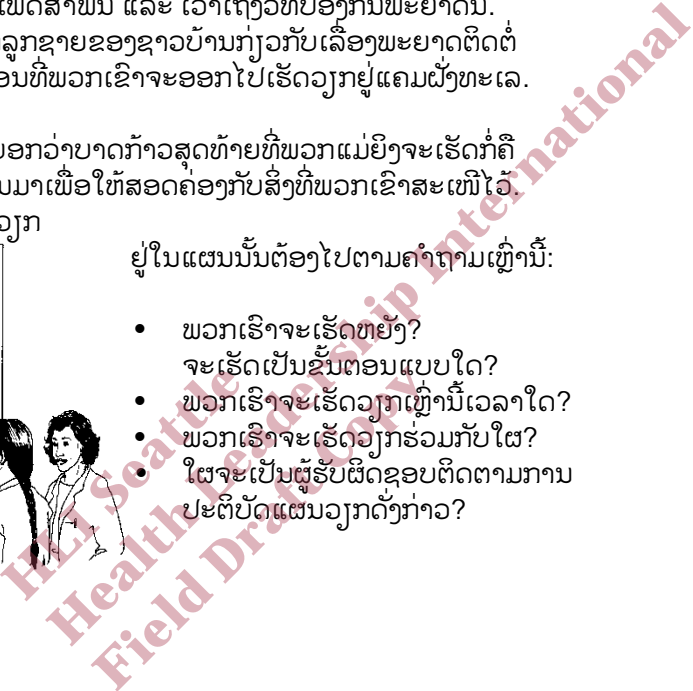 ເພດສຳພັນ ແລະ ເວົ້າເຖິງວິທີປ້ອງກັນພະຍາດນີ້.
ລູກຊາຍຂອງຊາວບ້ານກ່ຽວກັບເລື່ອງພະຍາດຕິດຕໍ່
ອນທີ່ພວກເຂົາຈະອອກໄປເຮັດວຽກຢູ່ແຄມຝັ່ງທະເລ.
ບອກວ່າບາດກ້າວສຸດທ້າຍທີ່ພວກແມ່ຍິງຈະເຮັດກໍ່ຄື
ມາເພື່ອໃຫ້ສອດຄ່ອງກັບສິ່ງທີ່ພວກເຂົາສະເໜີໄວ້.
ວຽກ
ຢູ່ໃນແຜນນັ້ນຕ້ອງໄປຕາມຄຳຖາມເຫຼົ່ານີ້:
• ພວກເຮົາຈະເຮັດຫຍັງ?
ຈະເຮັດເປັນຂັ້ນຕອນແບບໃດ?
• ພວກເຮົາຈະເຮັດວຽກເຫຼົ່ານີ້ເວລາໃດ?
• ພວກເຮົາຈະເຮັດວຽກຮ່ວມກັບໃຜ?
• ໃຜຈະເປັນຜູ້ຮັບຜິດຊອບຕິດຕາມການ
ປະຕິບັດແຜນວຽກດັ່ງກ່າວ?
HLI Seattle
Health Leadership International
Field Draft Copy